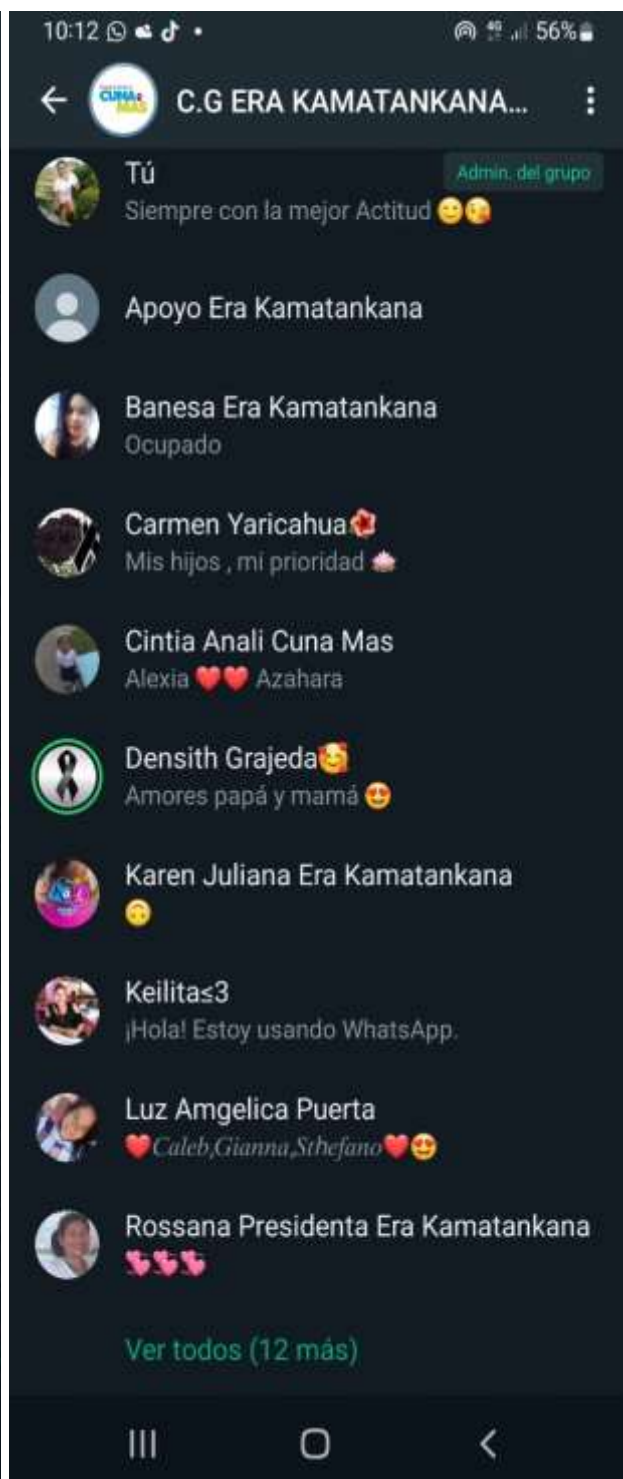 10:12 56%
CUNA MAS
C.G ERA KAMATANKANA...
Tú
Admin. del grupo
Siempre con la mejor Actitud 😊😘
Apoyo Era Kamatankana
Banesa Era Kamatankana
Ocupado
Carmen Yaricahua🌺
Mis hijos , mi prioridad 🪷
Cintia Anali Cuna Mas
Alexia ❤️❤️ Azahara
Densith Grajeda🥰
Amores papá y mamá 😍
Karen Juliana Era Kamatankana
🙃
Keilita≤3
¡Hola! Estoy usando WhatsApp.
Luz Amgelica Puerta
❤️Caleb,Gianna,Sthefano❤️😍
Rossana Presidenta Era Kamatankana
💞💞💞
Ver todos (12 más)